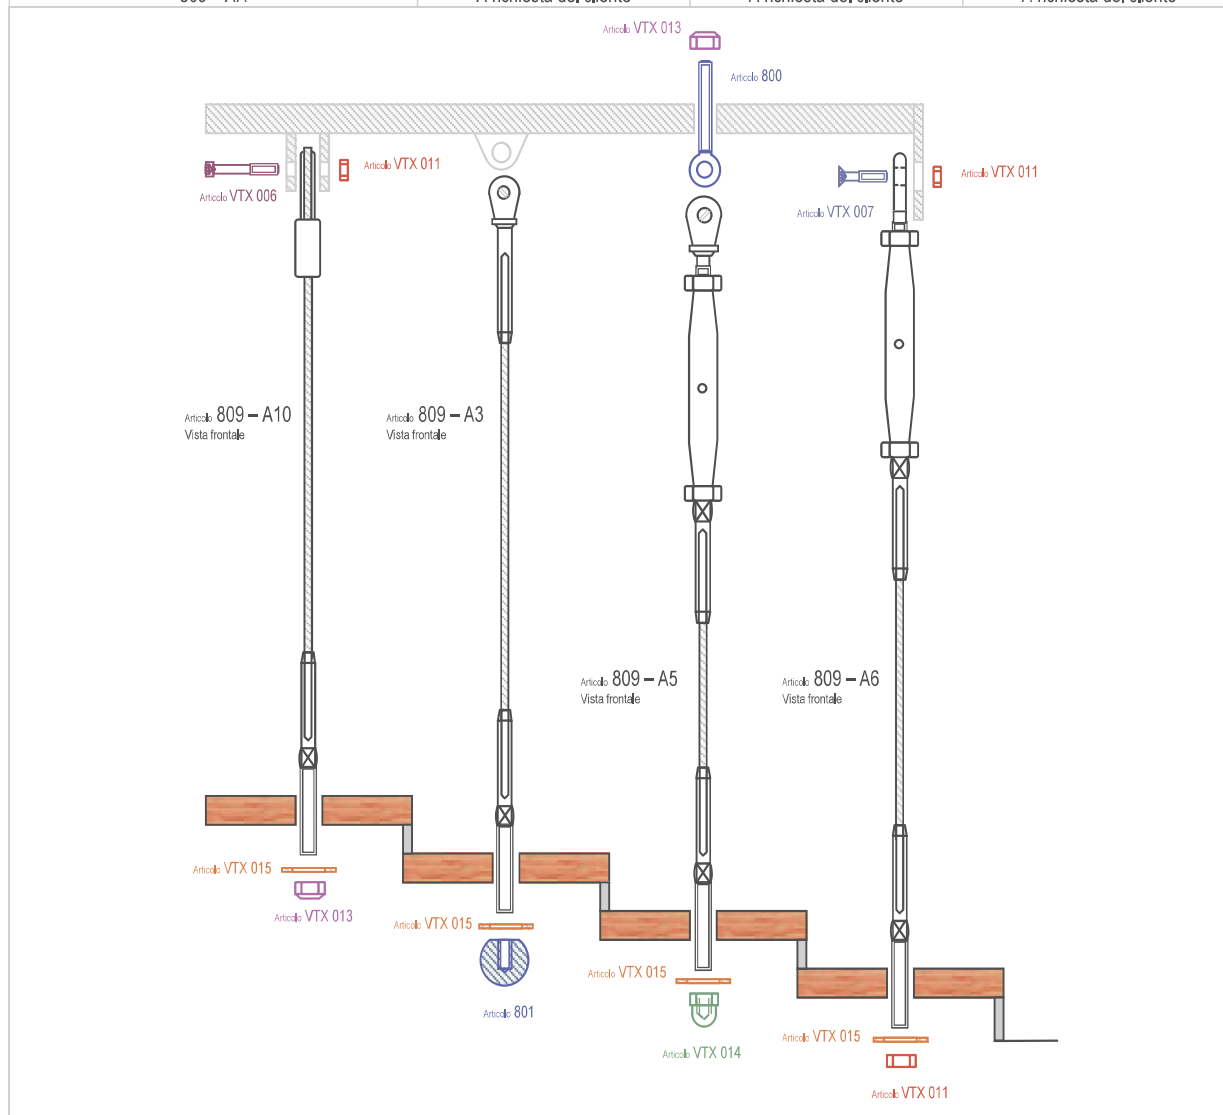 Articolo VTX 013
Articolo 800
Articolo VTX 011
Articolo VTX 006
Articolo VTX 011
Articolo VTX 007
Articolo 809 – A10
Vista frontale
Articolo 809 – A3
Vista frontale
Articolo 809 – A5
Vista frontale
Articolo 809 – A6
Vista frontale
Articolo VTX 015
Articolo VTX 013
Articolo VTX 015
Articolo 801
Articolo VTX 015
Articolo VTX 014
Articolo VTX 015
Articolo VTX 011